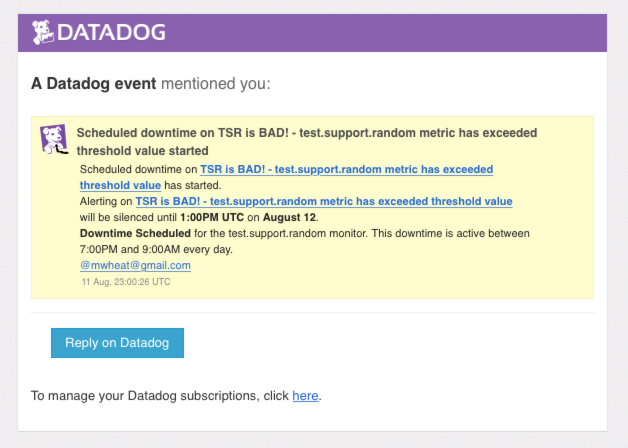 DATADOG
A Datadog event mentioned you:
Scheduled downtime on TSR is BAD! - test.support.random metric has exceeded
threshold value started
Scheduled downtime on TSR is BAD! - test.support.random metric has exceeded
threshold value has started.
Alerting on TSR is BAD! - test.support.random metric has exceeded threshold value
will be silenced until 1:00PM UTC on August 12.
Downtime Scheduled for the test.support.random monitor. This downtime is active between
7:00PM and 9:00AM every day.
@mwheat@gmail.com
11 Aug, 23:00:26 UTC
Reply on Datadog
To manage your Datadog subscriptions, click here.